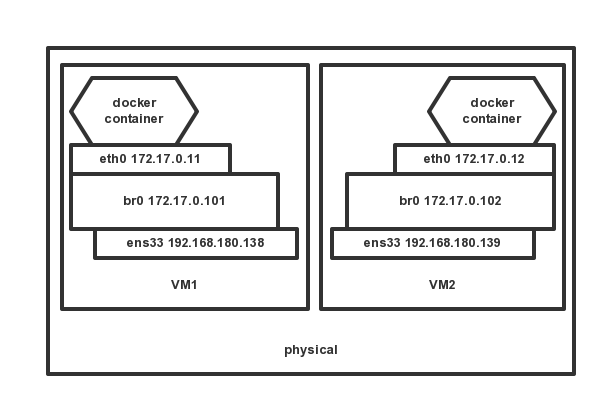 docker
container
eth0 172.17.0.11
br0 172.17.0.101
ens33 192.168.180.138
VM1
docker
container
eth0 172.17.0.12
br0 172.17.0.102
ens33 192.168.180.139
VM2
physical